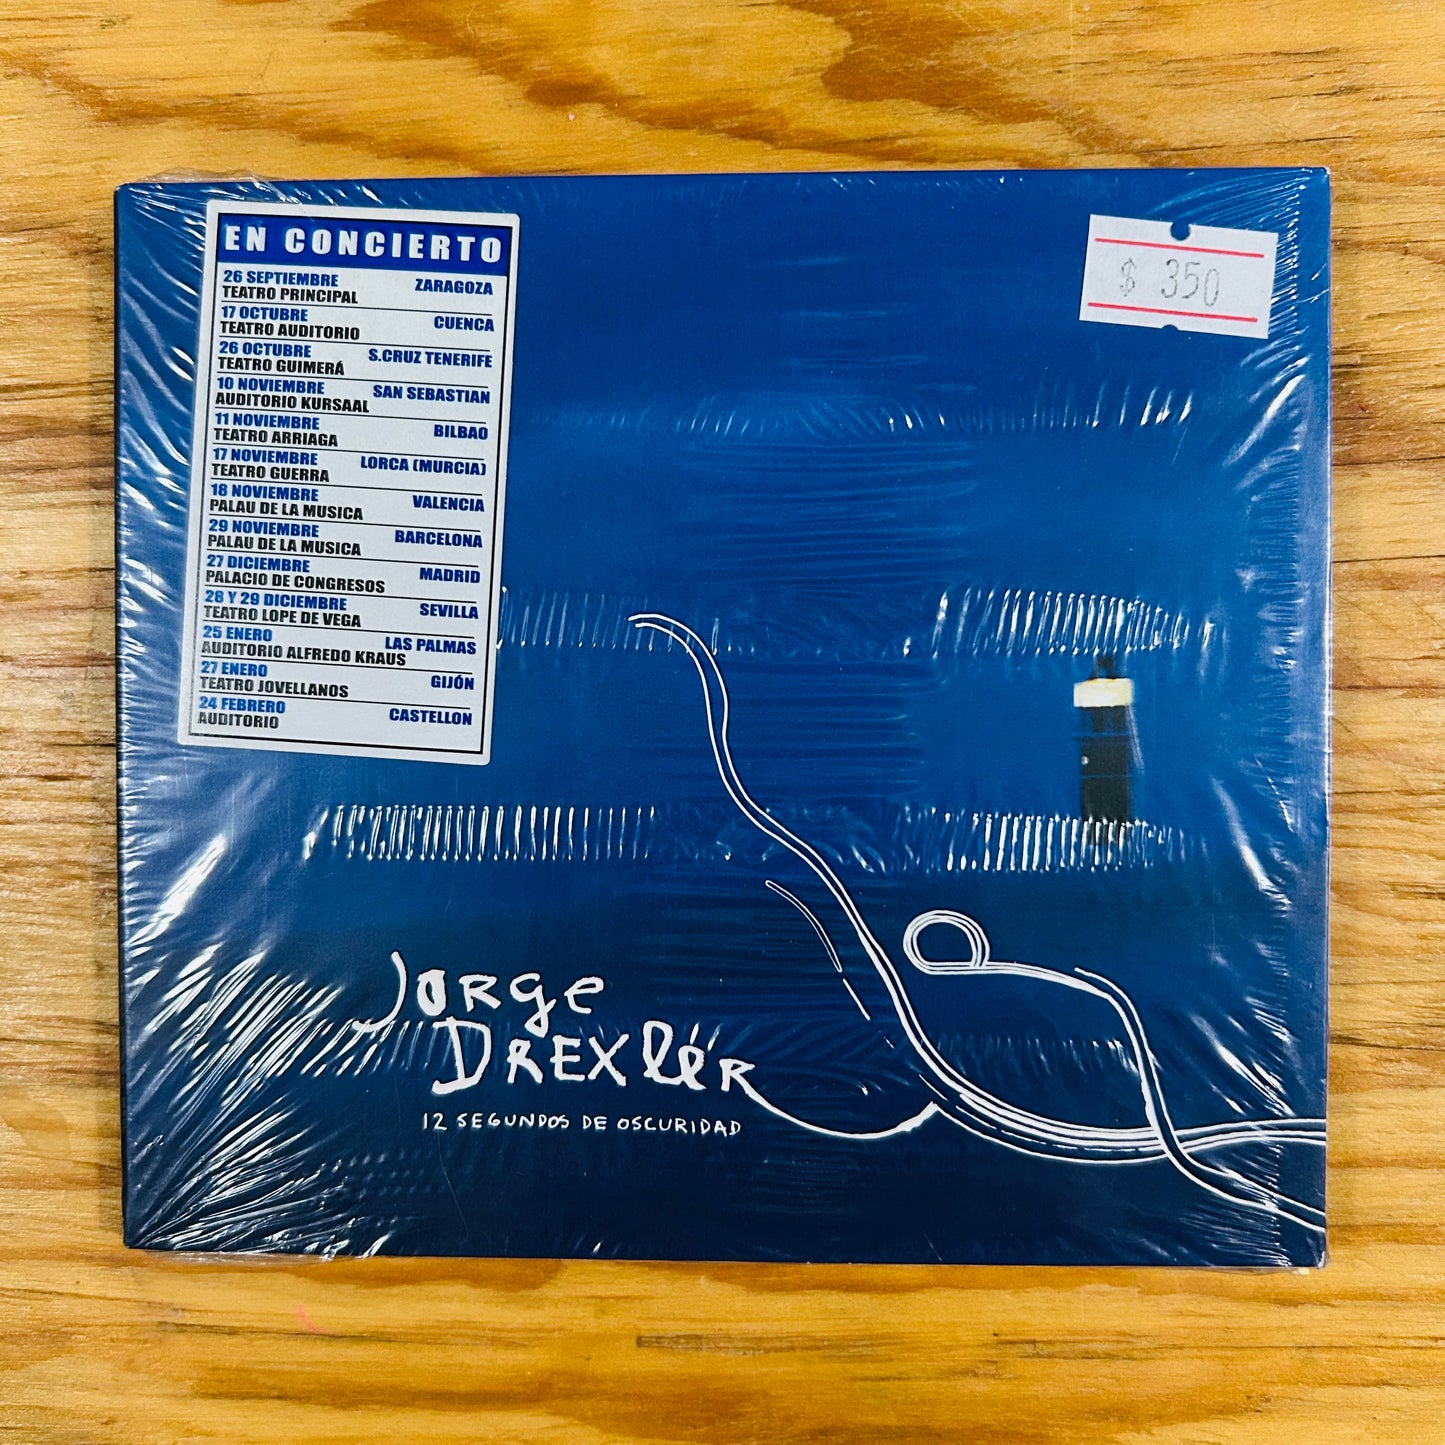 EN CONCIERTO
26 SEPTIEMBRE ZARAGOZA
TEATRO PRINCIPAL
17 OCTUBRE CUENCA
TEATRO AUDITORIO
26 OCTUBRE S.CRUZ TENERIFE
TEATRO GUIMERÁ
10 NOVIEMBRE SAN SEBASTIAN
AUDITORIO KURSAAL
11 NOVIEMBRE BILBAO
TEATRO ARRIAGA
17 NOVIEMBRE LORCA (MURCIA)
TEATRO GUERRA
18 NOVIEMBRE VALENCIA
PALAU DE LA MUSICA
29 NOVIEMBRE BARCELONA
PALAU DE LA MUSICA
27 DICIEMBRE MADRID
PALACIO DE CONGRESOS
28 Y 29 DICIEMBRE SEVILLA
TEATRO LOPE DE VEGA
25 ENERO LAS PALMAS
AUDITORIO ALFREDO KRAUS
27 ENERO GIJÓN
TEATRO JOVELLANOS
24 FEBRERO CASTELLON
AUDITORIO
$ 350
JORGE
DREXLER
12 SEGUNDOS DE OSCURIDAD